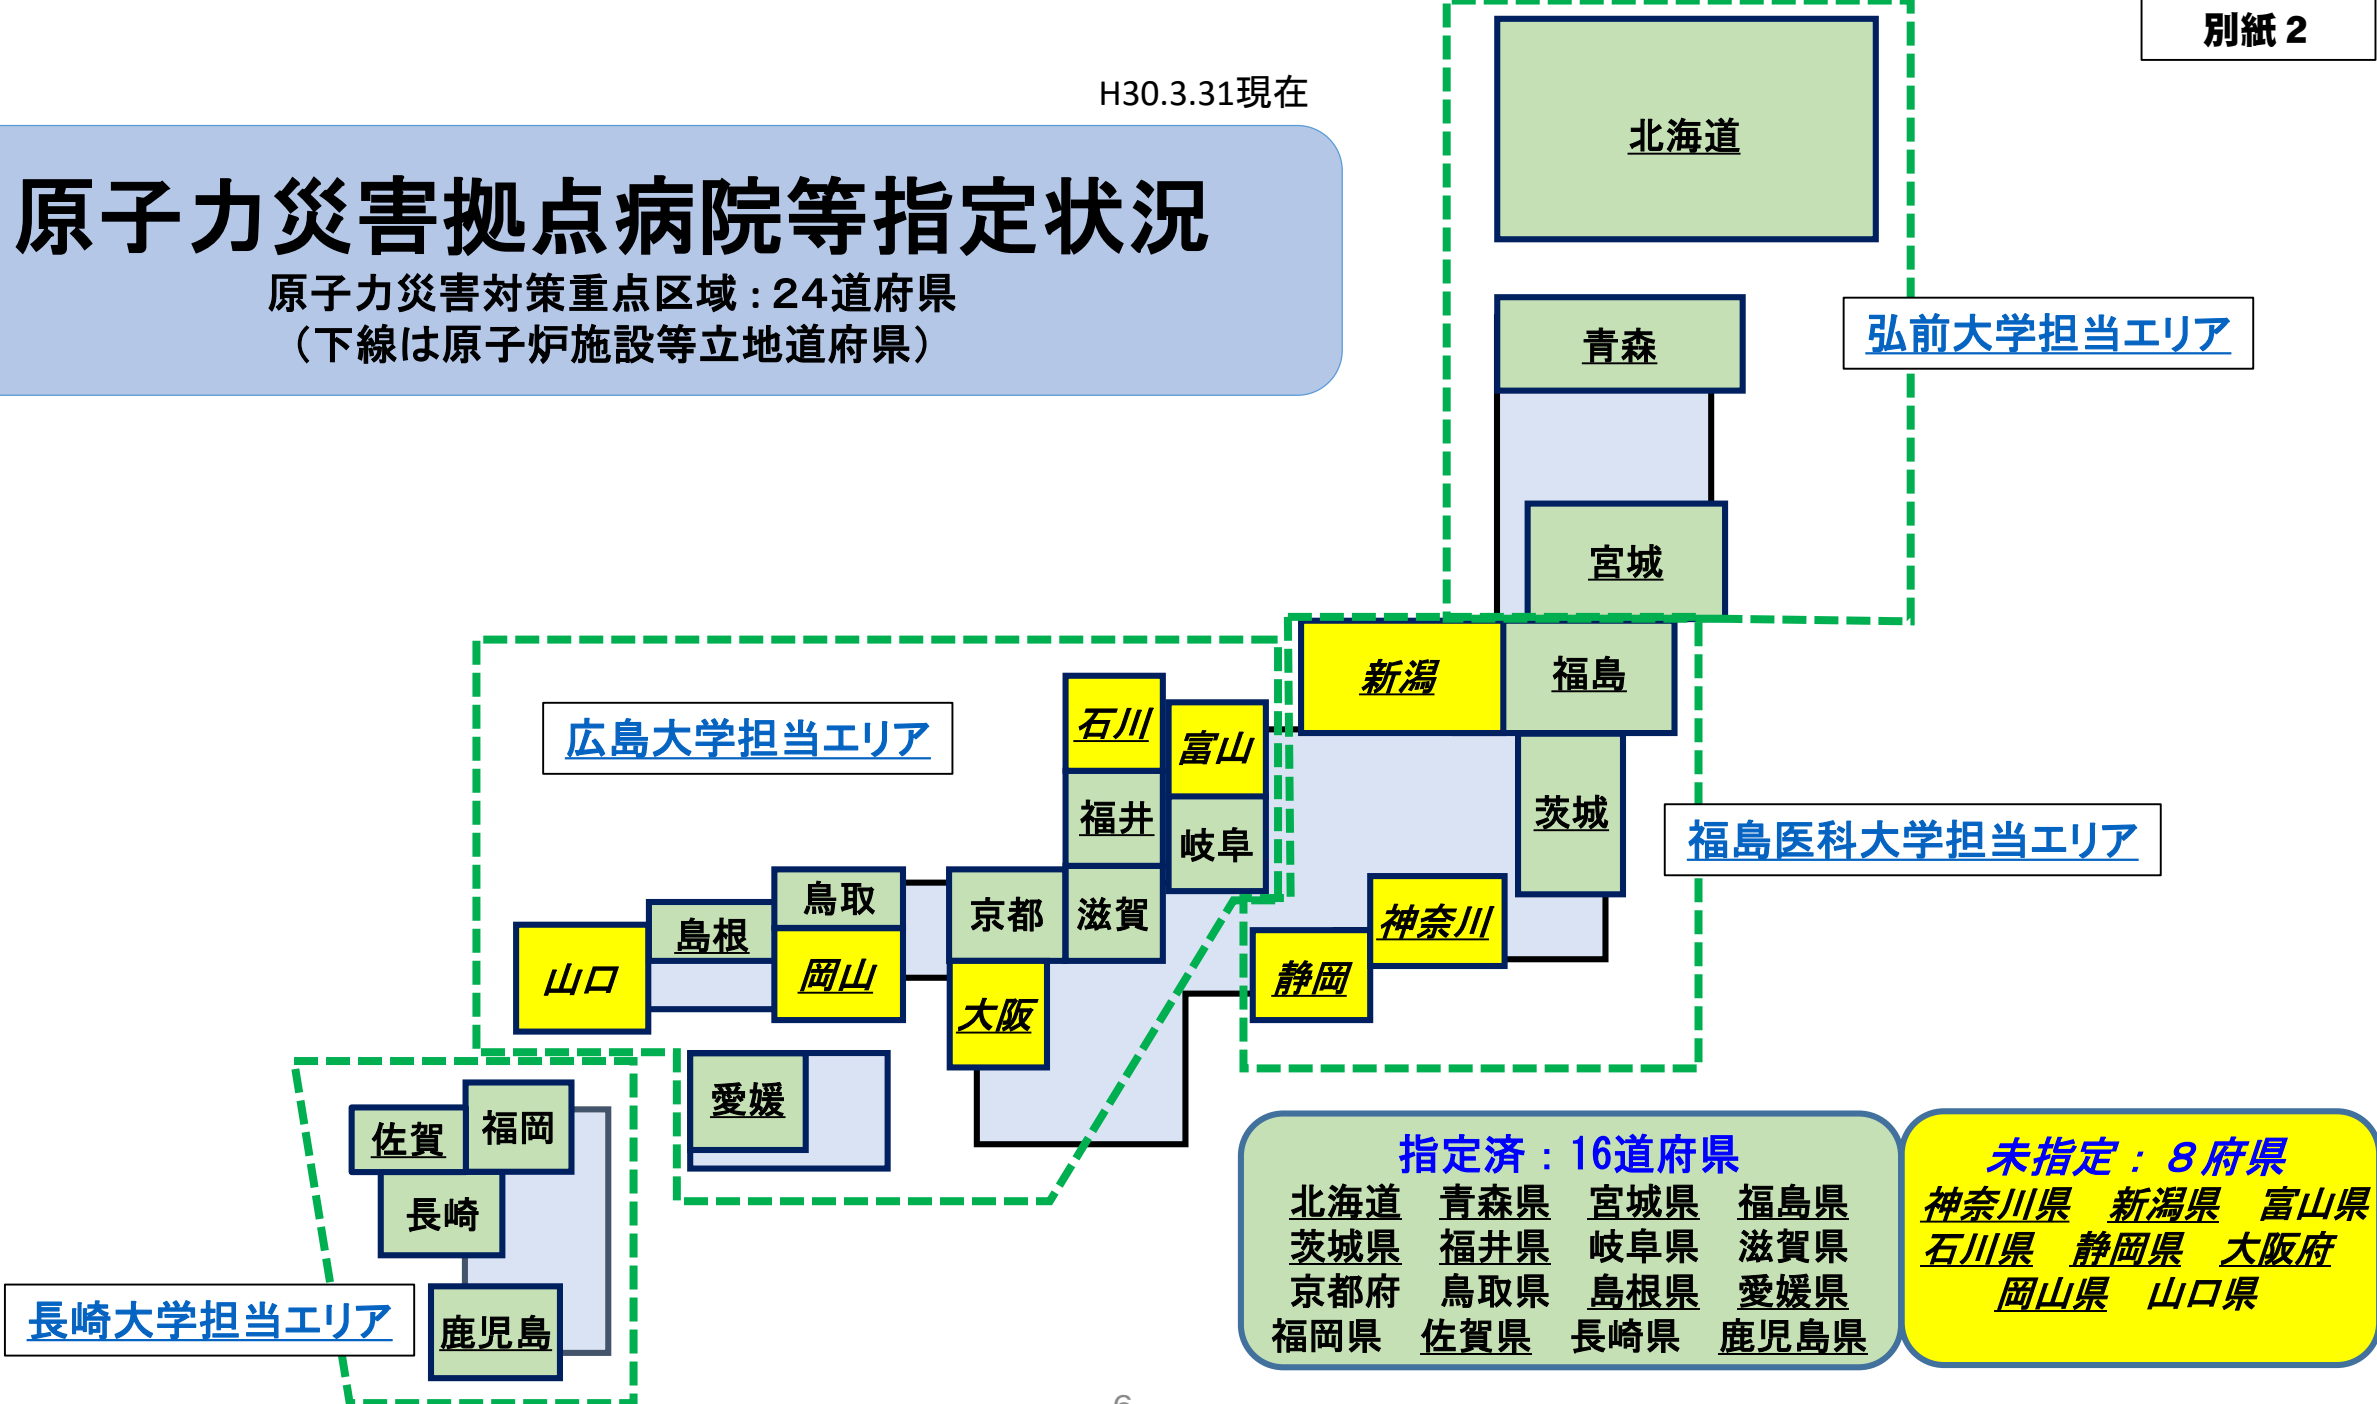 別紙２
H30.3.31現在
原子力災害拠点病院等指定状況
原子力災害対策重点区域：２４道府県
（下線は原子炉施設等立地道府県）
北海道
青森
弘前大学担当エリア
宮城
新潟
福島
広島大学担当エリア
石川
富山
福井
岐阜
茨城
福島医科大学担当エリア
鳥取
京都
滋賀
島根
神奈川
山口
岡山
静岡
大阪
愛媛
佐賀
福岡
長崎
長崎大学担当エリア
鹿児島
指定済：16道府県
北海道　青森県　宮城県　福島県
茨城県　福井県　岐阜県　滋賀県
京都府　鳥取県　島根県　愛媛県
福岡県　佐賀県　長崎県　鹿児島県
未指定：８府県
神奈川県　新潟県　富山県
石川県　静岡県　大阪府
岡山県　山口県